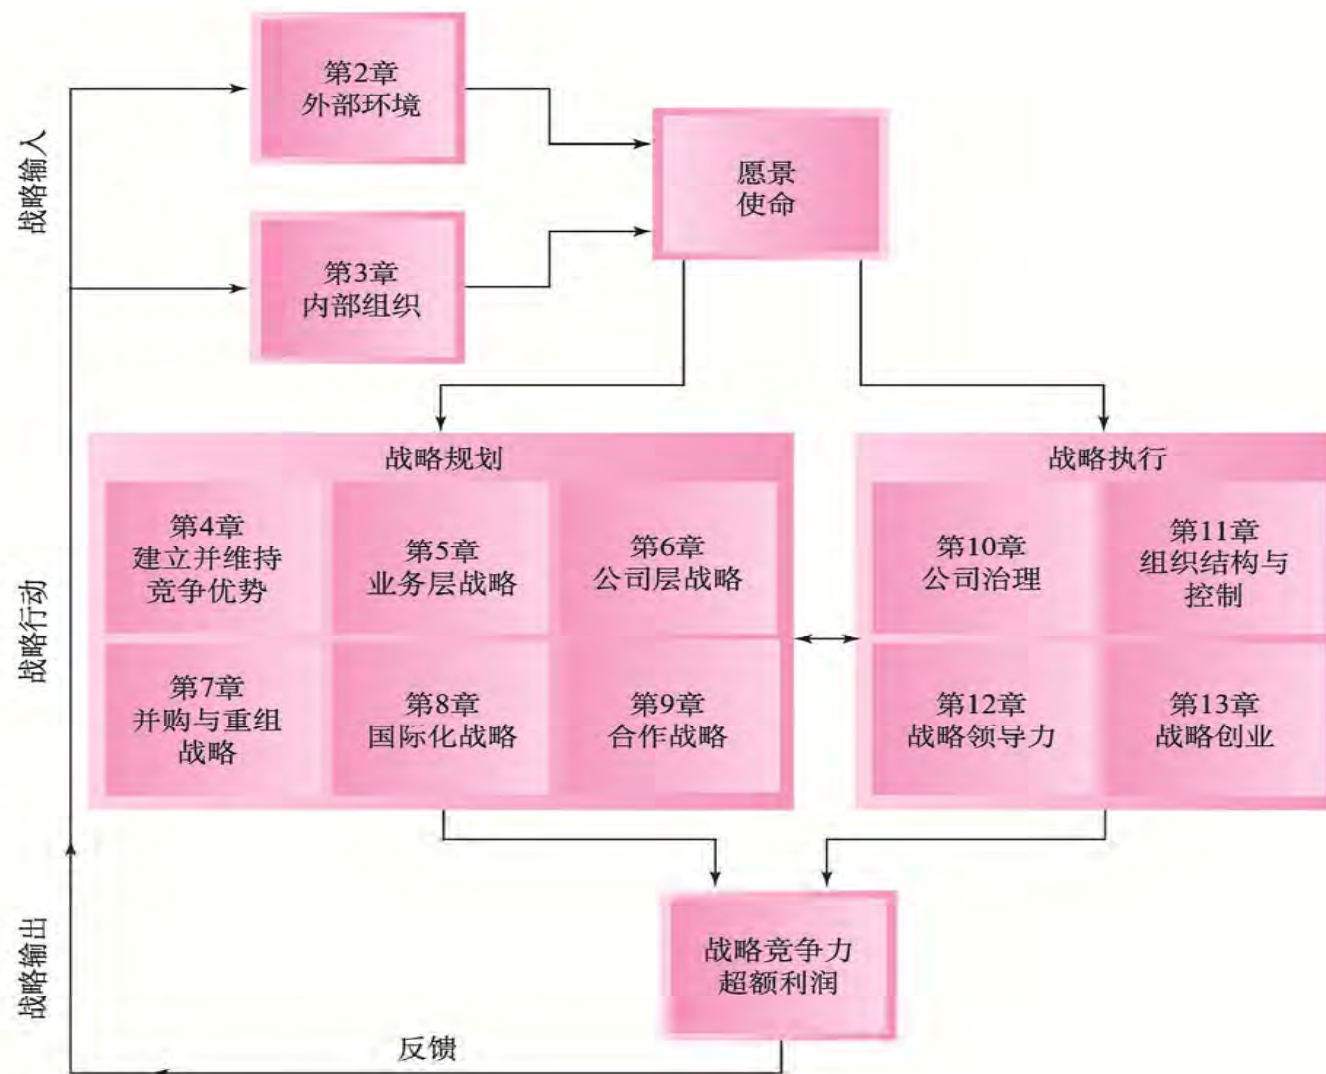 第2章
外部环境
愿景
使命
战略输入
第3章
内部组织
战略规划
第4章
建立并维持
竞争优势
第5章
业务层战略
第6章
公司层战略
第7章
并购与重组
战略
第8章
国际化战略
第9章
合作战略
战略执行
第10章
公司治理
第11章
组织结构与
控制
第12章
战略领导力
第13章
战略创业
战略行动
战略竞争力
超额利润
战略输出
反馈